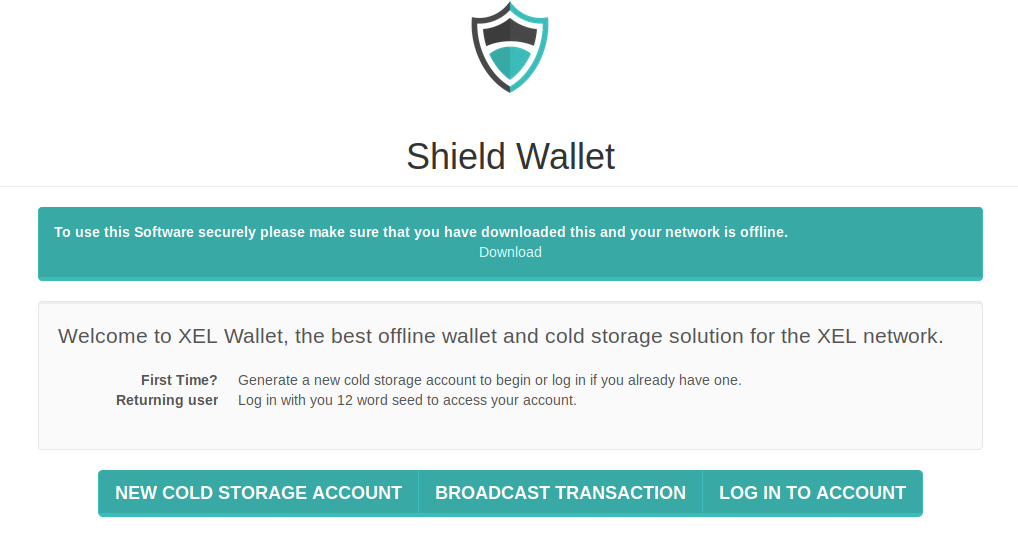 Shield Wallet
To use this Software securely please make sure that you have downloaded this and your network is offline.
Download
Welcome to XEL Wallet, the best offline wallet and cold storage solution for the XEL network.
First Time? Generate a new cold storage account to begin or log in if you already have one.
Returning user Log in with you 12 word seed to access your account.
NEW COLD STORAGE ACCOUNT BROADCAST TRANSACTION LOG IN TO ACCOUNT